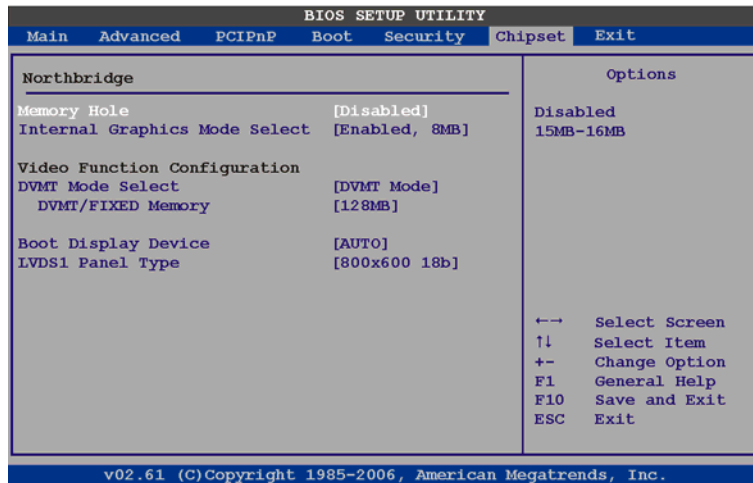 BIOS SETUP UTILITY
Main Advanced PCIPnP Boot Security Chipset Exit
Northbridge
Memory Hole [Disabled]
Internal Graphics Mode Select [Enabled, 8MB]
Video Function Configuration
DVMT Mode Select [DVMT Mode]
DVMT/FIXED Memory [128MB]
Boot Display Device [AUTO]
LVDS1 Panel Type [800x600 18b]
Options
Disabled
15MB-16MB
←→ Select Screen
↑↓ Select Item
+- Change Option
F1 General Help
F10 Save and Exit
ESC Exit
v02.61 (C)Copyright 1985-2006, American Megatrends, Inc.